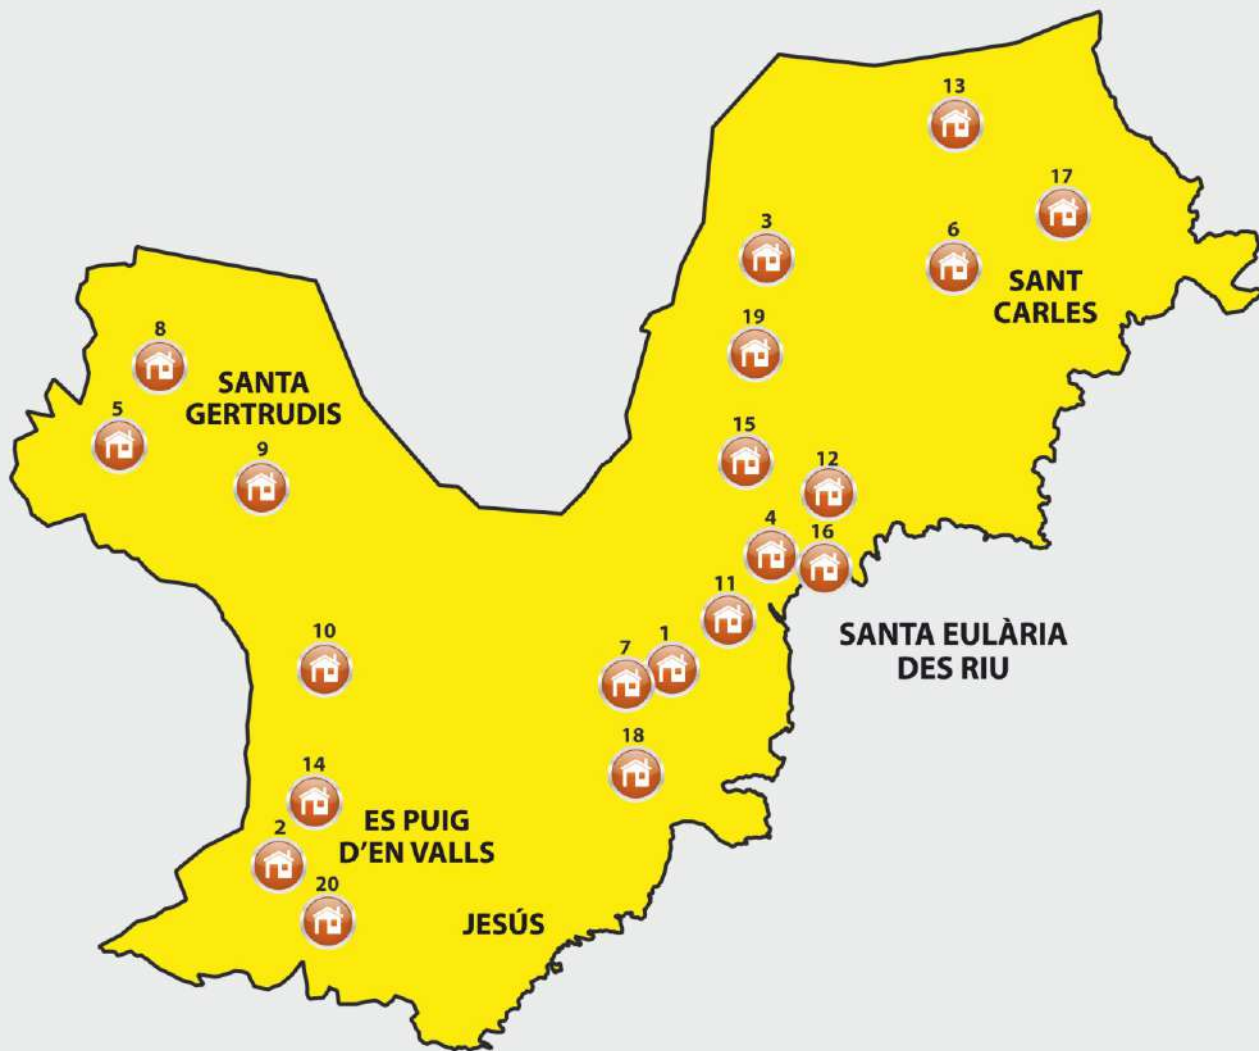 13
17
3
6
SANT
CARLES
19
8
SANTA
GERTRUDIS
5
9
15
12
4
16
11
SANTA EULÀRIA
DES RIU
10
7
1
18
14
ES PUIG
D'EN VALLS
2
20
JESÚS